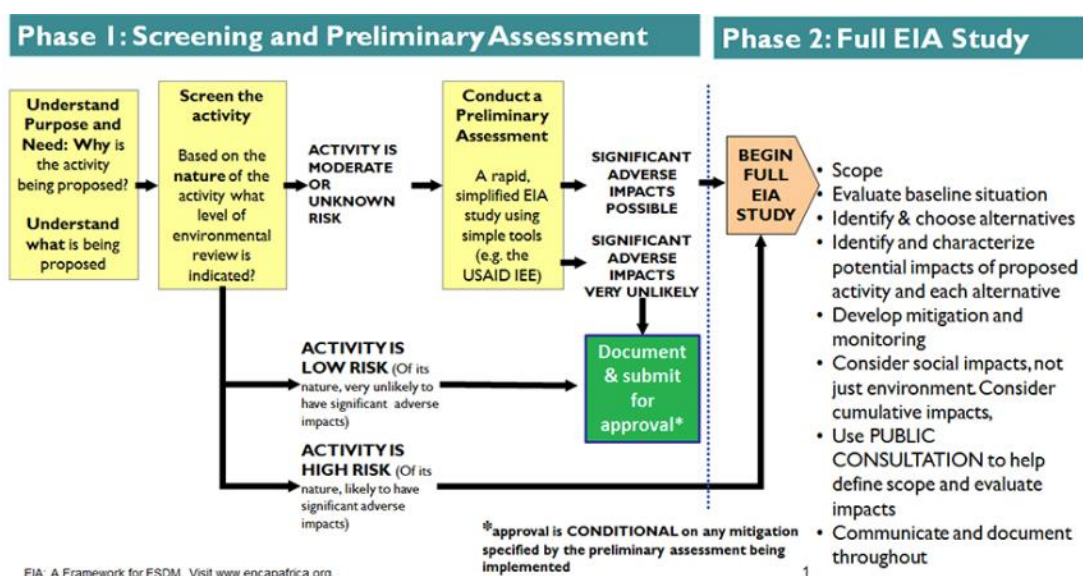 Phase 1: Screening and Preliminary Assessment
Phase 2: Full EIA Study
Understand
Purpose and
Need: Why is
the activity
being proposed?
Understand
what is being
proposed
Screen the
activity
Based on the
nature of the
activity what
level of
environmental
review is
indicated?
ACTIVITY IS
MODERATE
OR
UNKNOWN
RISK
Conduct a
Preliminary
Assessment
A rapid,
simplified EIA
study using
simple tools
(e.g. the
USAID IEE)
SIGNIFICANT
ADVERSE
IMPACTS
POSSIBLE
SIGNIFICANT
ADVERSE
IMPACTS
VERY UNLIKELY
ACTIVITY IS
LOW RISK (Of its
nature, very unlikely to
have significant adverse
impacts)
Document
& submit
for
approval*
ACTIVITY IS
HIGH RISK (Of its
nature, likely to have
significant adverse
impacts)
*approval is CONDITIONAL on any mitigation
specified by the preliminary assessment being
implemented
BEGIN
FULL
EIA
STUDY
• Scope
• Evaluate baseline situation
• Identify & choose alternatives
• Identify and characterize
potential impacts of proposed
activity and each alternative
• Develop mitigation and
monitoring
• Consider social impacts, not
just environment. Consider
cumulative impacts,
• Use PUBLIC
CONSULTATION to help
define scope and evaluate
impacts
• Communicate and document
throughout
EIA: A Framework for ESDM. Visit www.encapafrica.org
1